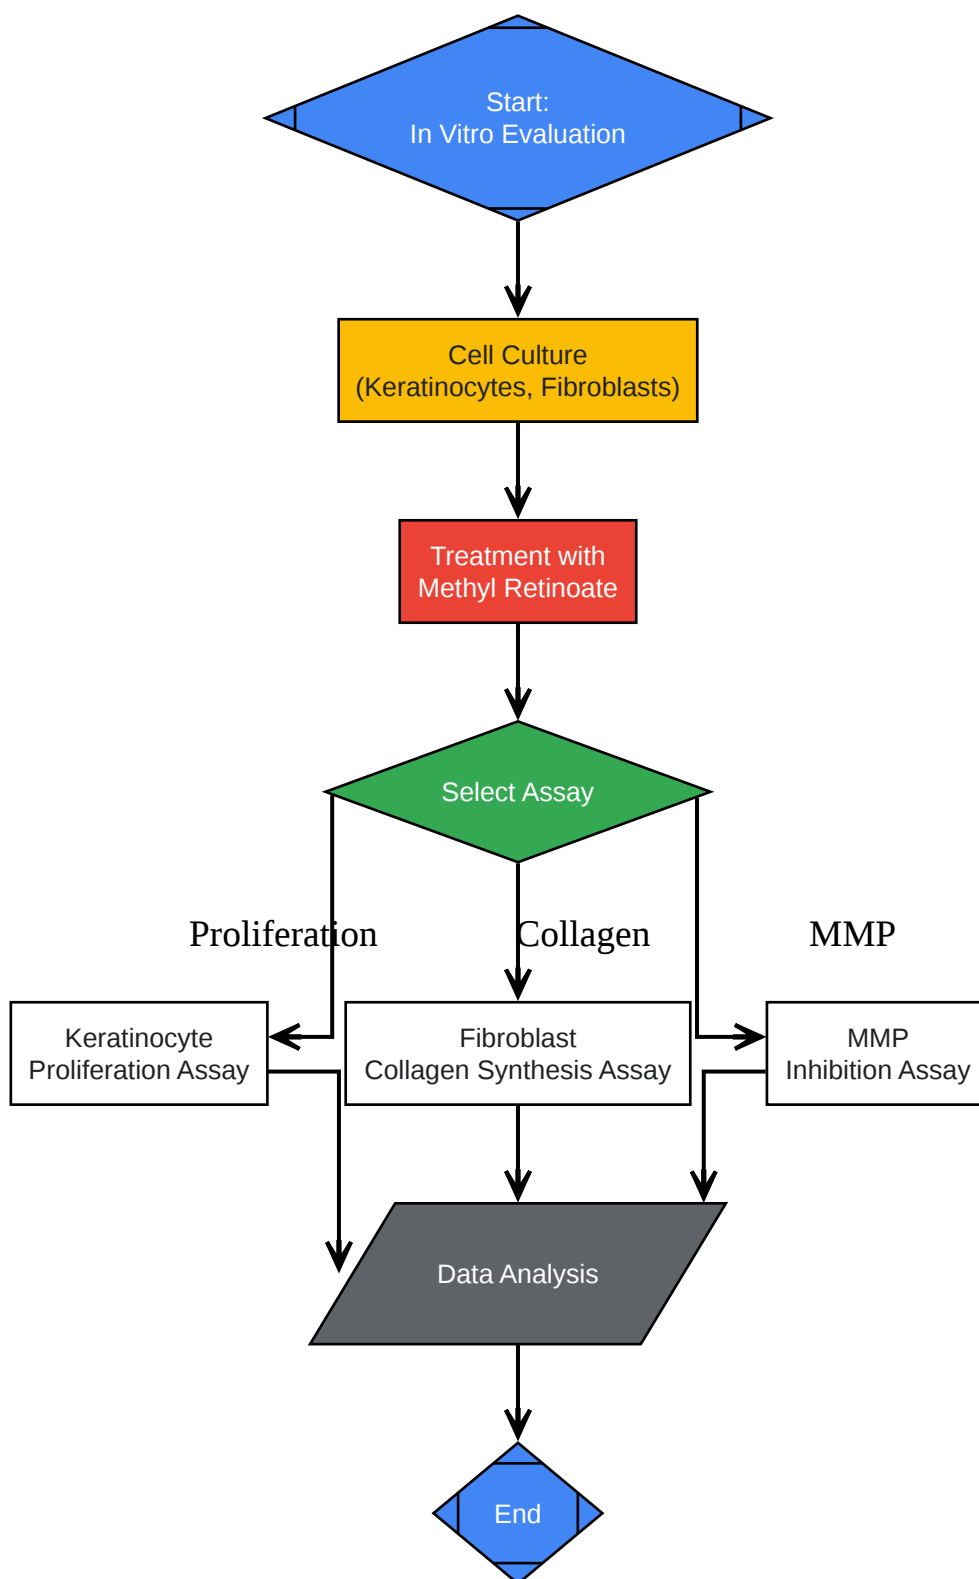 Start:
In Vitro Evaluation
Cell Culture
(Keratinocytes, Fibroblasts)
Treatment with
Methyl Retinoate
Select Assay
Proliferation
Collagen
MMP
Keratinocyte
Proliferation Assay
Fibroblast
Collagen Synthesis Assay
MMP
Inhibition Assay
Data Analysis
End